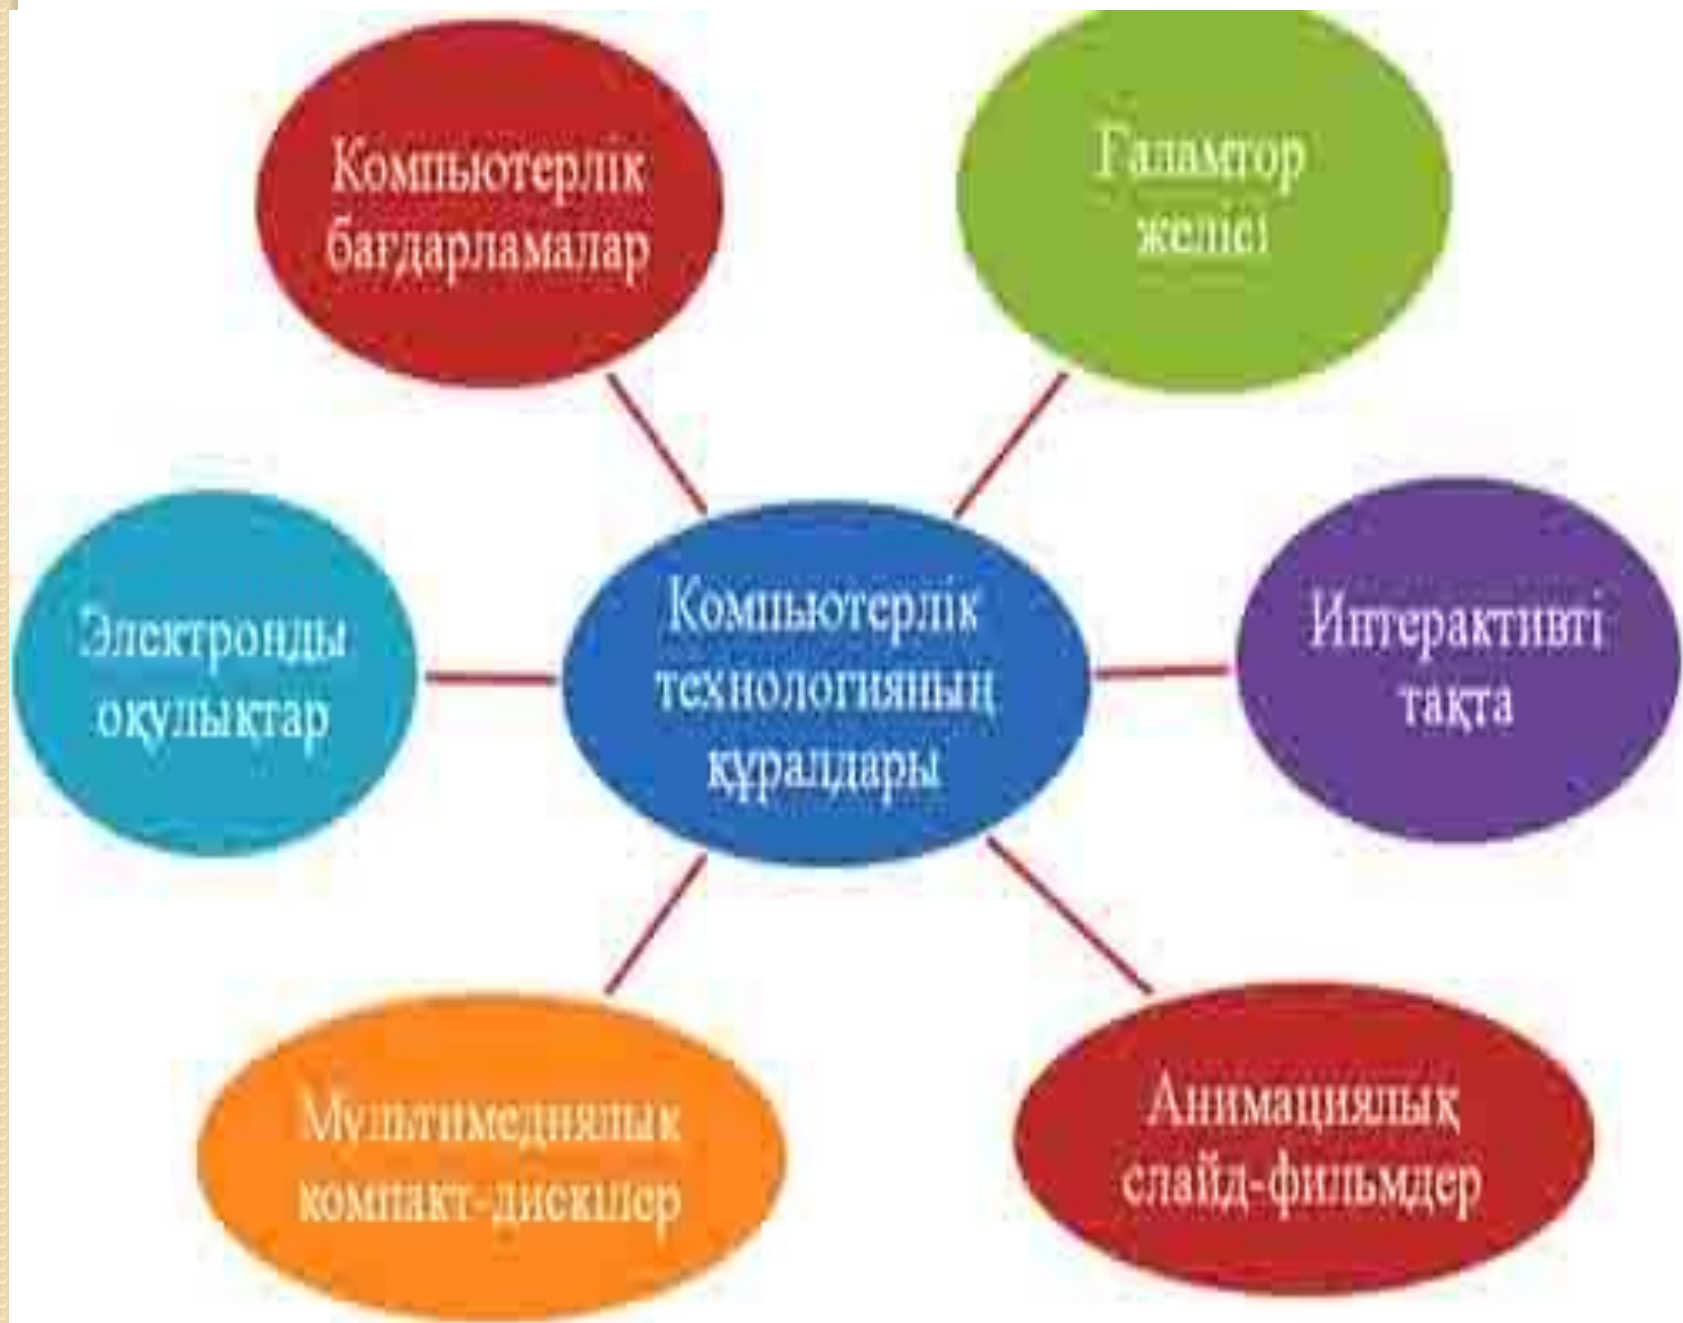 Компьютерлік
бағдарламалар
Ғаламтор
желісі
Электронды
оқулықтар
Компьютерлік
технологияның
құралдары
Интерактивті
тақта
Мультимедиялық
компакт-дискілер
Анимациялық
слайд-фильмдер